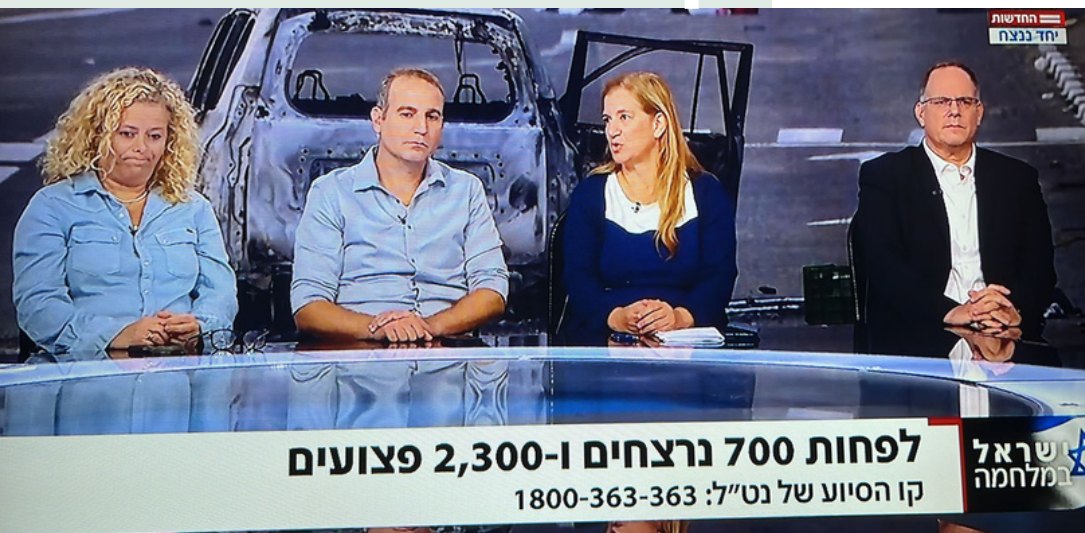 החדשות
יחד ננצח
לפחות 700 נרצחים ו-2,300 פצועים
קו הסיוע של נט״ל: 1800-363-363
ישראל
במלחמה